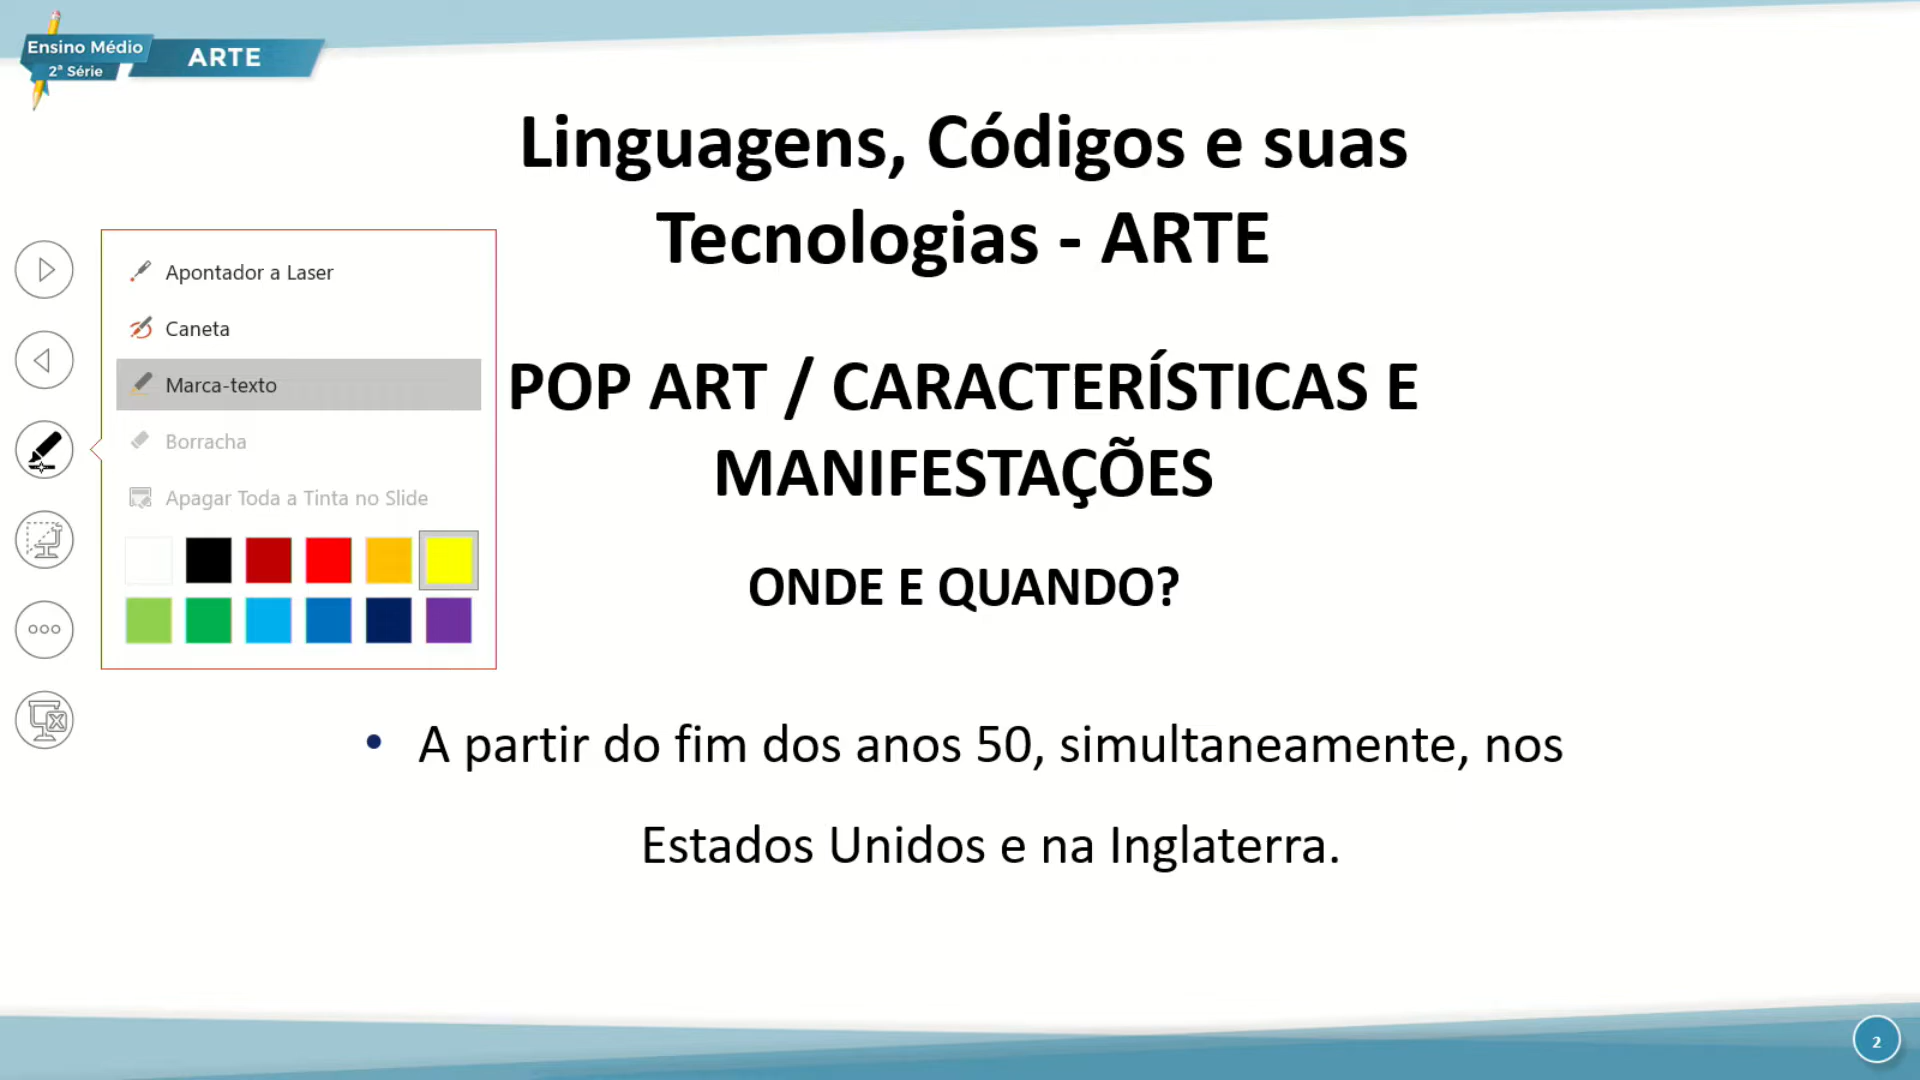 Ensino Médio
2ª Série
ARTE
Linguagens, Códigos e suas
Tecnologias - ARTE
Apontador a Laser
Caneta
Marca-texto
Borracha
Apagar Toda a Tinta no Slide
POP ART / CARACTERÍSTICAS E
MANIFESTAÇÕES
ONDE E QUANDO?
• A partir do fim dos anos 50, simultaneamente, nos
Estados Unidos e na Inglaterra.
2